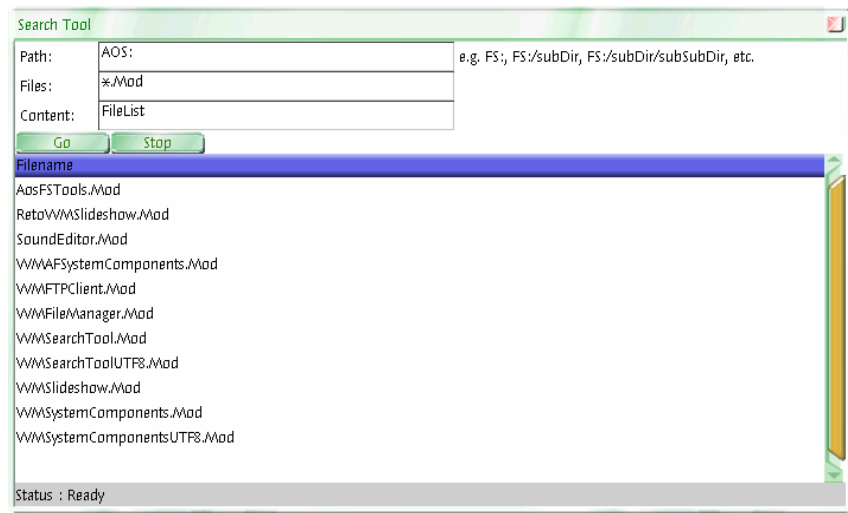 Search Tool
Path: AOS: e.g. FS:, FS:/subDir, FS:/subDir/subSubDir, etc.
Files: *.Mod
Content: FileList
Go Stop
Filename
AosFSTools.Mod
RetoWMSlideshow.Mod
SoundEditor.Mod
WMAFSystemComponents.Mod
WMFTPClient.Mod
WMFileManager.Mod
WMSearchTool.Mod
WMSearchToolUTF8.Mod
WMSlideshow.Mod
WMSystemComponents.Mod
WMSystemComponentsUTF8.Mod
Status : Ready